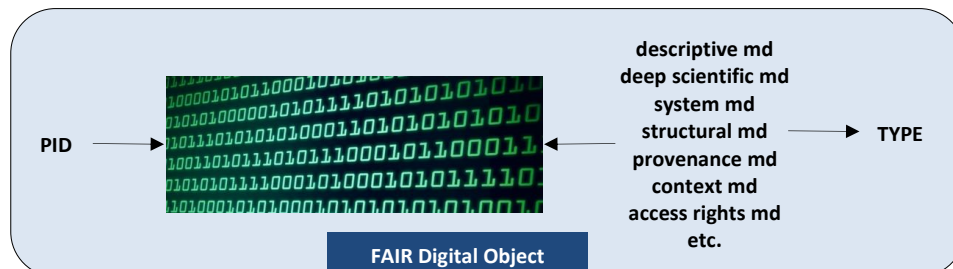 PID
descriptive md
deep scientific md
system md
structural md
provenance md
context md
access rights md
etc.
TYPE
FAIR Digital Object